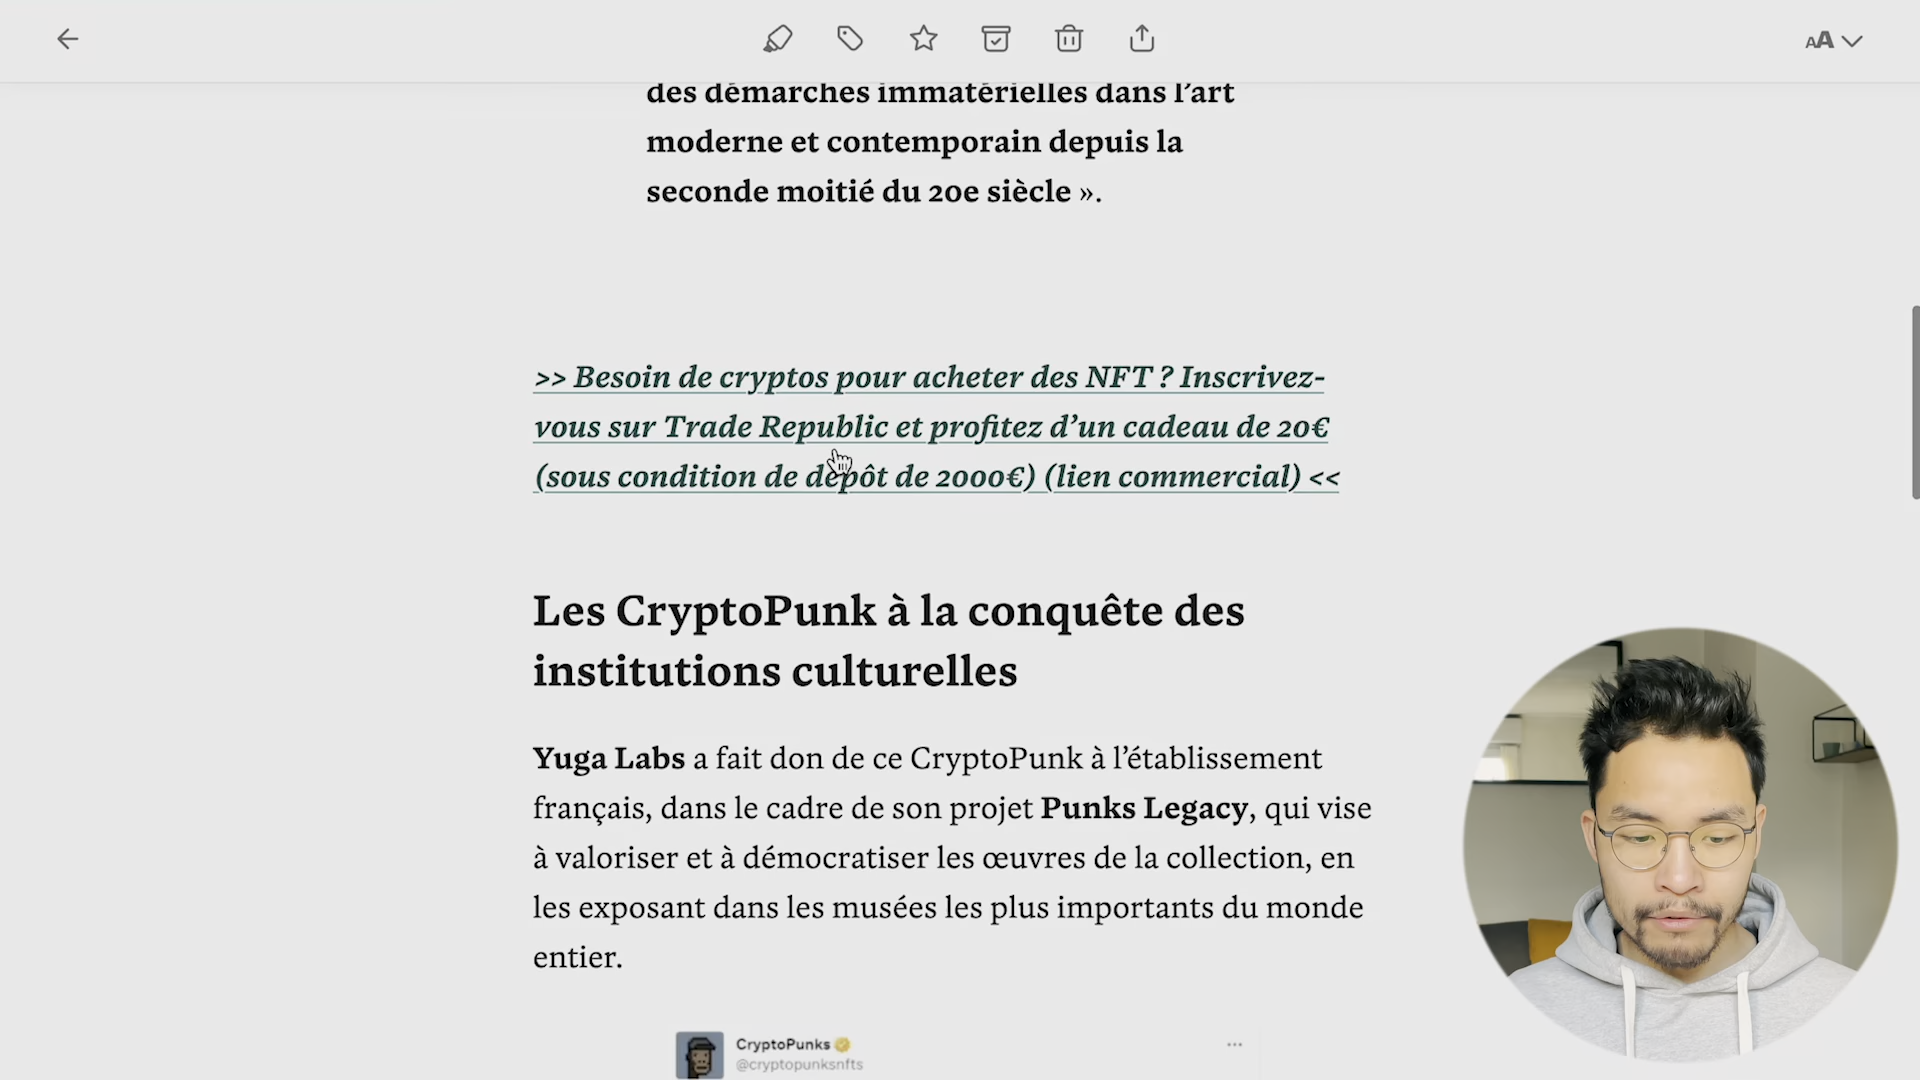 AA
des démarches immatérielles dans l’art
moderne et contemporain depuis la
seconde moitié du 20e siècle ».
>> Besoin de cryptos pour acheter des NFT ? Inscrivez-
vous sur Trade Republic et profitez d’un cadeau de 20€
(sous condition de dépôt de 2000€) (lien commercial) <<
Les CryptoPunk à la conquête des
institutions culturelles
Yuga Labs a fait don de ce CryptoPunk à l’établissement
français, dans le cadre de son projet Punks Legacy, qui vise
à valoriser et à démocratiser les œuvres de la collection, en
les exposant dans les musées les plus importants du monde
entier.
CryptoPunks
@cryptopunksnfts